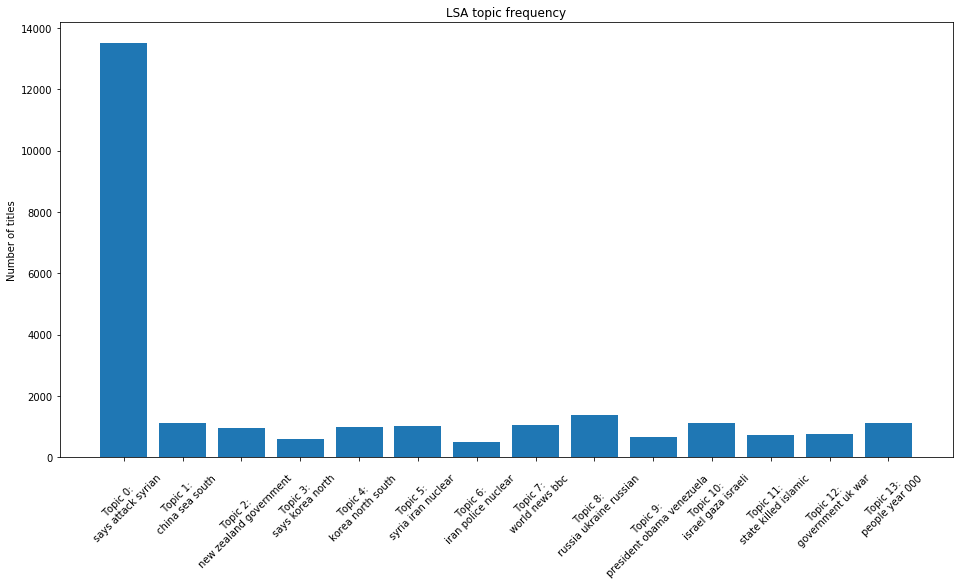 LSA topic frequency
Number of titles
14000
12000
10000
8000
6000
4000
2000
0
Topic 0:
says attack syrian
Topic 1:
china sea south
Topic 2:
new zealand government
Topic 3:
says korea north
Topic 4:
korea north south
Topic 5:
syria iran nuclear
Topic 6:
iran police nuclear
Topic 7:
world news bbc
Topic 8:
russia ukraine russian
Topic 9:
president obama venezuela
Topic 10:
israel gaza israeli
Topic 11:
state killed islamic
Topic 12:
government uk war
Topic 13:
people year 000